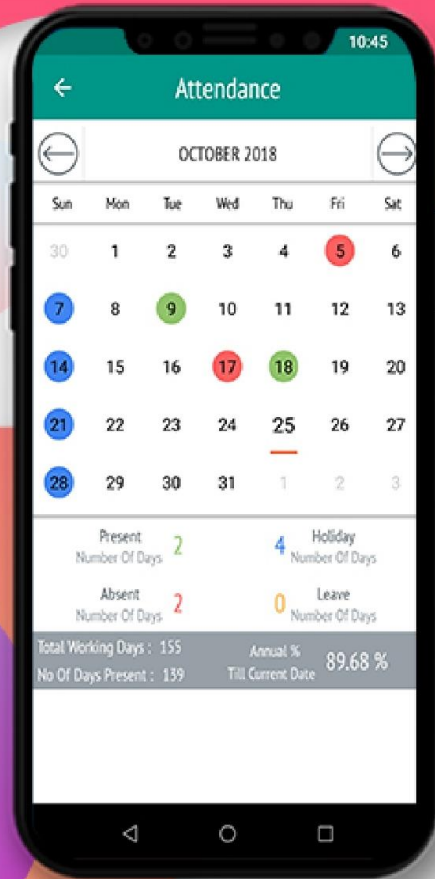 10:45
Attendance
OCTOBER 2018
Sun Mon Tue Wed Thu Fri Sat
30 1 2 3 4 5 6
7 8 9 10 11 12 13
14 15 16 17 18 19 20
21 22 23 24 25 26 27
28 29 30 31 1 2 3
Present
Number Of Days 2
4 Holiday
Number Of Days
Absent
Number Of Days 2
0 Leave
Number Of Days
Total Working Days : 155
No Of Days Present : 139
Annual %
Till Current Date 89.68 %